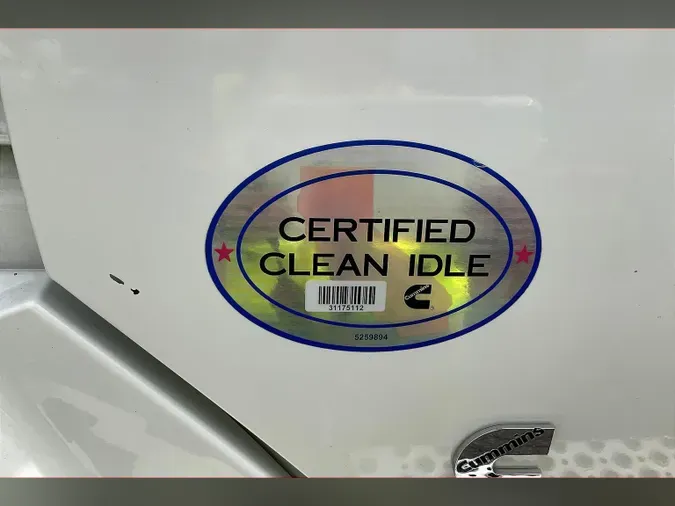 CERTIFIED
CLEAN IDLE
31175112
Cummins
5259894
Cummins